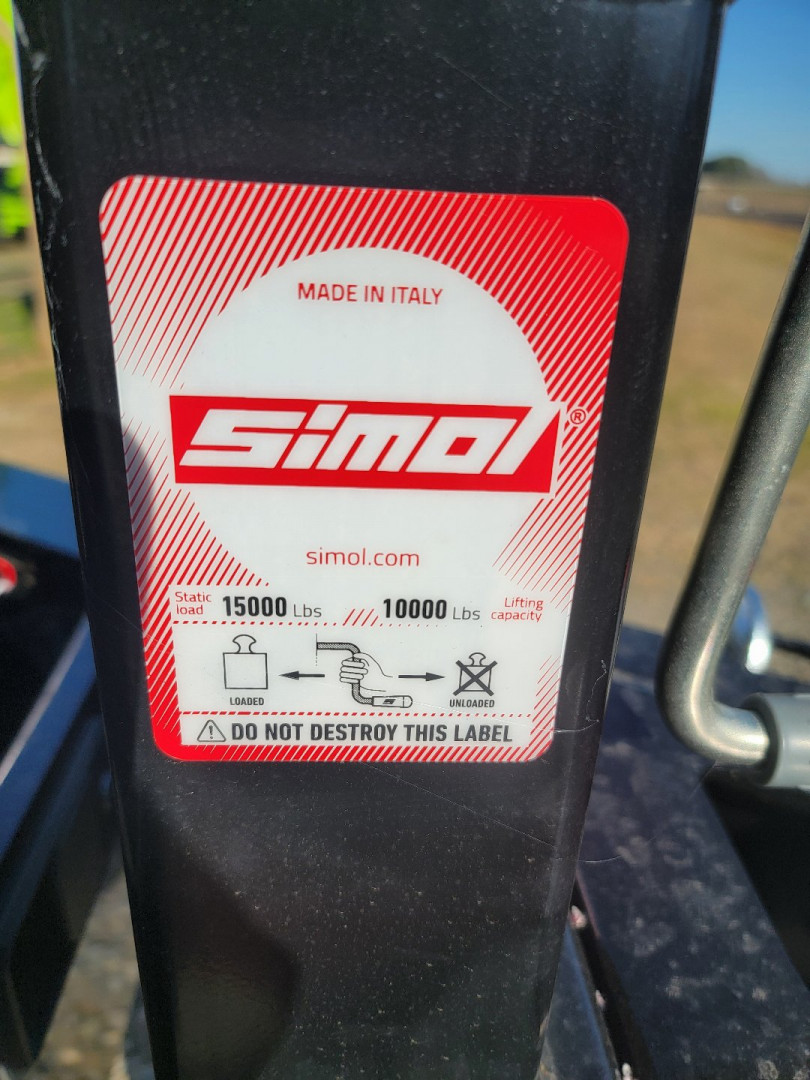 MADE IN ITALY
simol®
simol.com
Static load 15000 Lbs 10000 Lbs Lifting capacity
LOADED UNLOADED
DO NOT DESTROY THIS LABEL